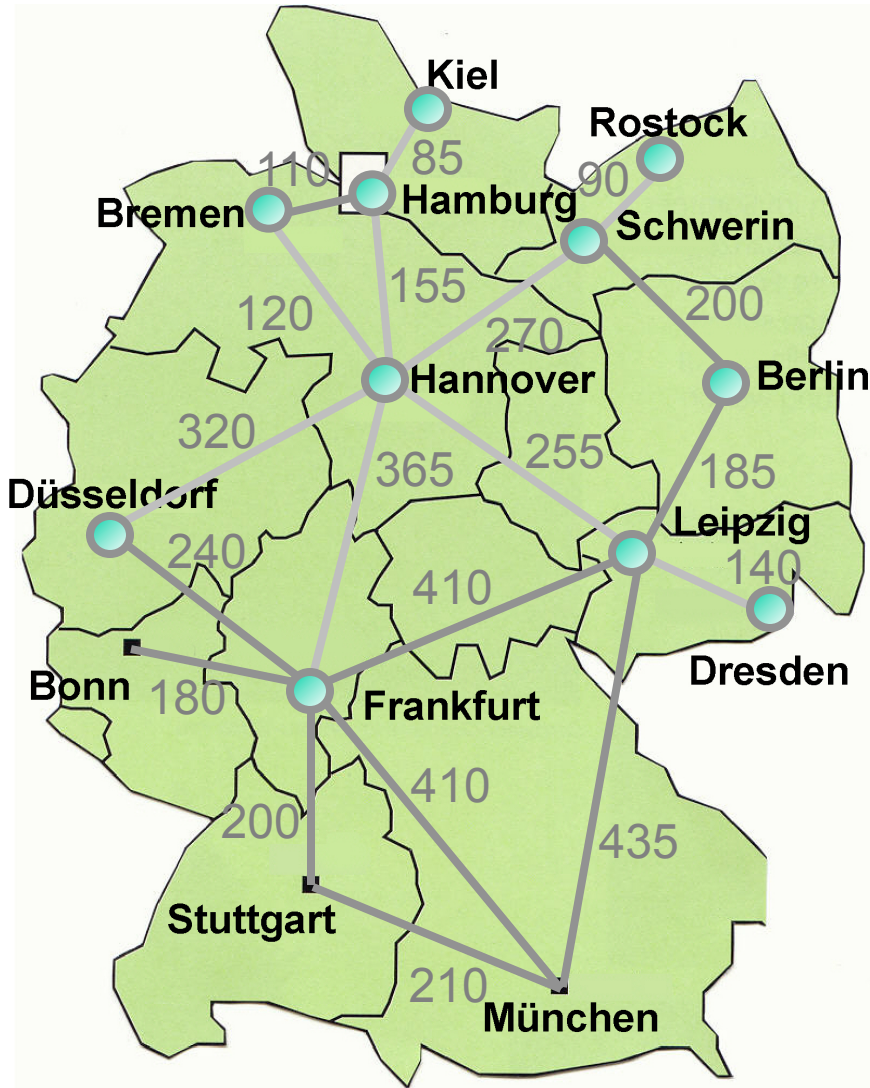 Kiel
Rostock
110
85
90
Bremen
Hamburg
Schwerin
155
200
120
270
Hannover
Berlin
320
255
365
185
Düsseldorf
Leipzig
240
140
410
Dresden
Bonn
180
Frankfurt
410
200
435
Stuttgart
210
München